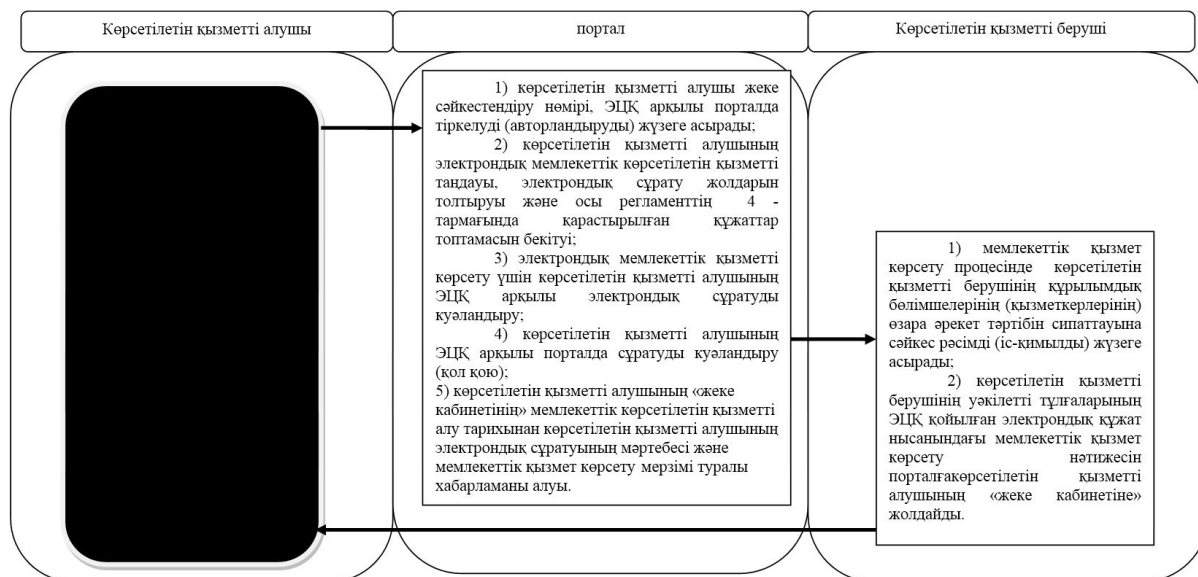 Көрсетілетін қызметті алушы
портал
Көрсетілетін қызметті беруші
1) көрсетілетін қызметті алушы жеке
сәйкестендіру нөмірі, ЭЦҚ арқылы порталда
тіркелуді (авторландыруды) жүзеге асырады;
2) көрсетілетін қызметті алушының
электрондық мемлекеттік көрсетілетін қызметті
таңдауы, электрондық сұрату жолдарын
толтыруы және осы регламенттің 4 -
тармағында қарастырылған құжаттар
топтамасын бекітуі;
3) электрондық мемлекеттік қызметті
көрсету үшін көрсетілетін қызметті алушының
ЭЦҚ арқылы электрондық сұратуды
куәландыру;
4) көрсетілетін қызметті алушының
ЭЦҚ арқылы порталда сұратуды куәландыру
(қол қою);
5) көрсетілетін қызметті алушының «жеке
кабинетінің» мемлекеттік көрсетілетін қызметті
алу тарихынан көрсетілетін қызметті алушының
электрондық сұратуының мәртебесі және
мемлекеттік қызмет көрсету мерзімі туралы
хабарламаны алуы.
1) мемлекеттік қызмет
көрсету процесінде көрсетілетін
қызметті берушінің құрылымдық
бөлімшелерінің (қызметкерлерінің)
өзара әрекет тәртібін сипаттауына
сәйкес рәсімді (іс-қимылды) жүзеге
асырады;
2) көрсетілетін қызметті
берушінің уәкілетті тұлғаларының
ЭЦҚ қойылған электрондық құжат
нысанындағы мемлекеттік қызмет
көрсету нәтижесін
порталғакөрсетілетін қызметті
алушының «жеке кабинетіне»
жолдайды.